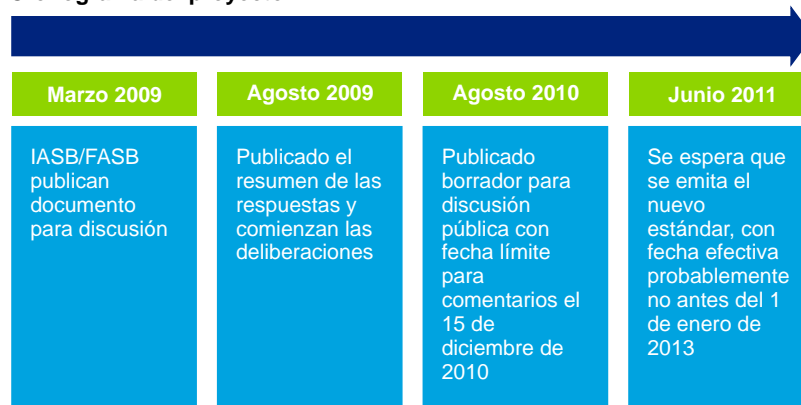 Marzo 2009
IASB/FASB
publican
documento
para discusión
Agosto 2009
Publicado el
resumen de las
respuestas y
comienzan las
deliberaciones
Agosto 2010
Publicado
borrador para
discusión
pública con
fecha límite
para
comentarios el
15 de
diciembre de
2010
Junio 2011
Se espera que
se emita el
nuevo
estándar, con
fecha efectiva
probablemente
no antes del 1
de enero de
2013